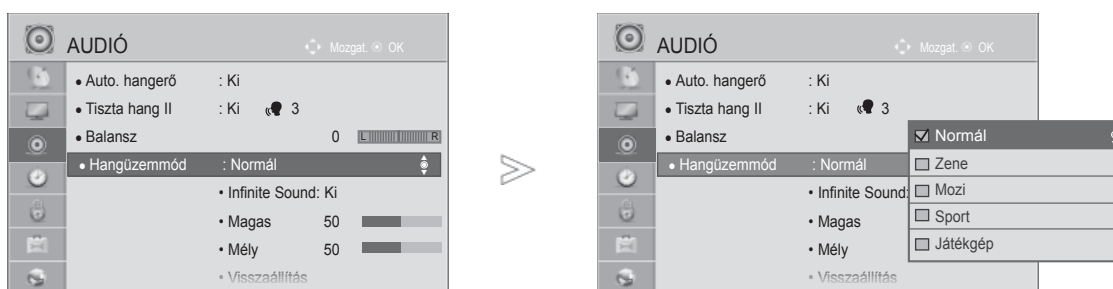 AUDIÓ
Mozgat. OK
• Auto. hangerő : Ki
• Tiszta hang II : Ki 3
• Balansz 0 L R
• Hangüzemmód : Normál
• Infinite Sound: Ki
• Magas 50
• Mély 50
• Visszaállítás
AUDIÓ
Mozgat. OK
• Auto. hangerő : Ki
• Tiszta hang II : Ki 3
• Balansz
• Hangüzemmód : Normál
• Infinite Sound:
• Magas
• Mély
• Visszaállítás
Normál
Zene
Mozi
Sport
Játékgép